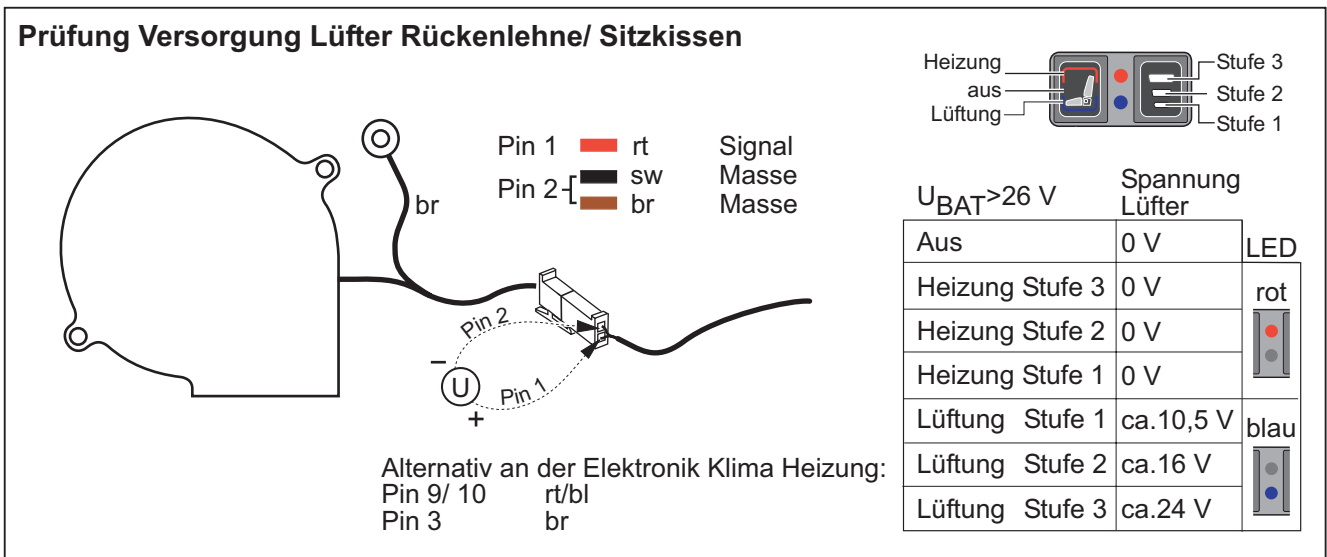 Prüfung Versorgung Lüfter Rückenlehne/ Sitzkissen
Heizung
aus
Lüftung
Stufe 3
Stufe 2
Stufe 1
br
Pin 1 rt Signal
Pin 2 sw Masse
br Masse
Pin 2
Pin 1
–
U
+
Alternativ an der Elektronik Klima Heizung:
Pin 9/ 10 rt/bl
Pin 3 br
UBAT>26 V Spannung
Lüfter
Aus 0 V LED
Heizung Stufe 3 0 V rot
Heizung Stufe 2 0 V
Heizung Stufe 1 0 V
Lüftung Stufe 1 ca.10,5 V blau
Lüftung Stufe 2 ca.16 V
Lüftung Stufe 3 ca.24 V